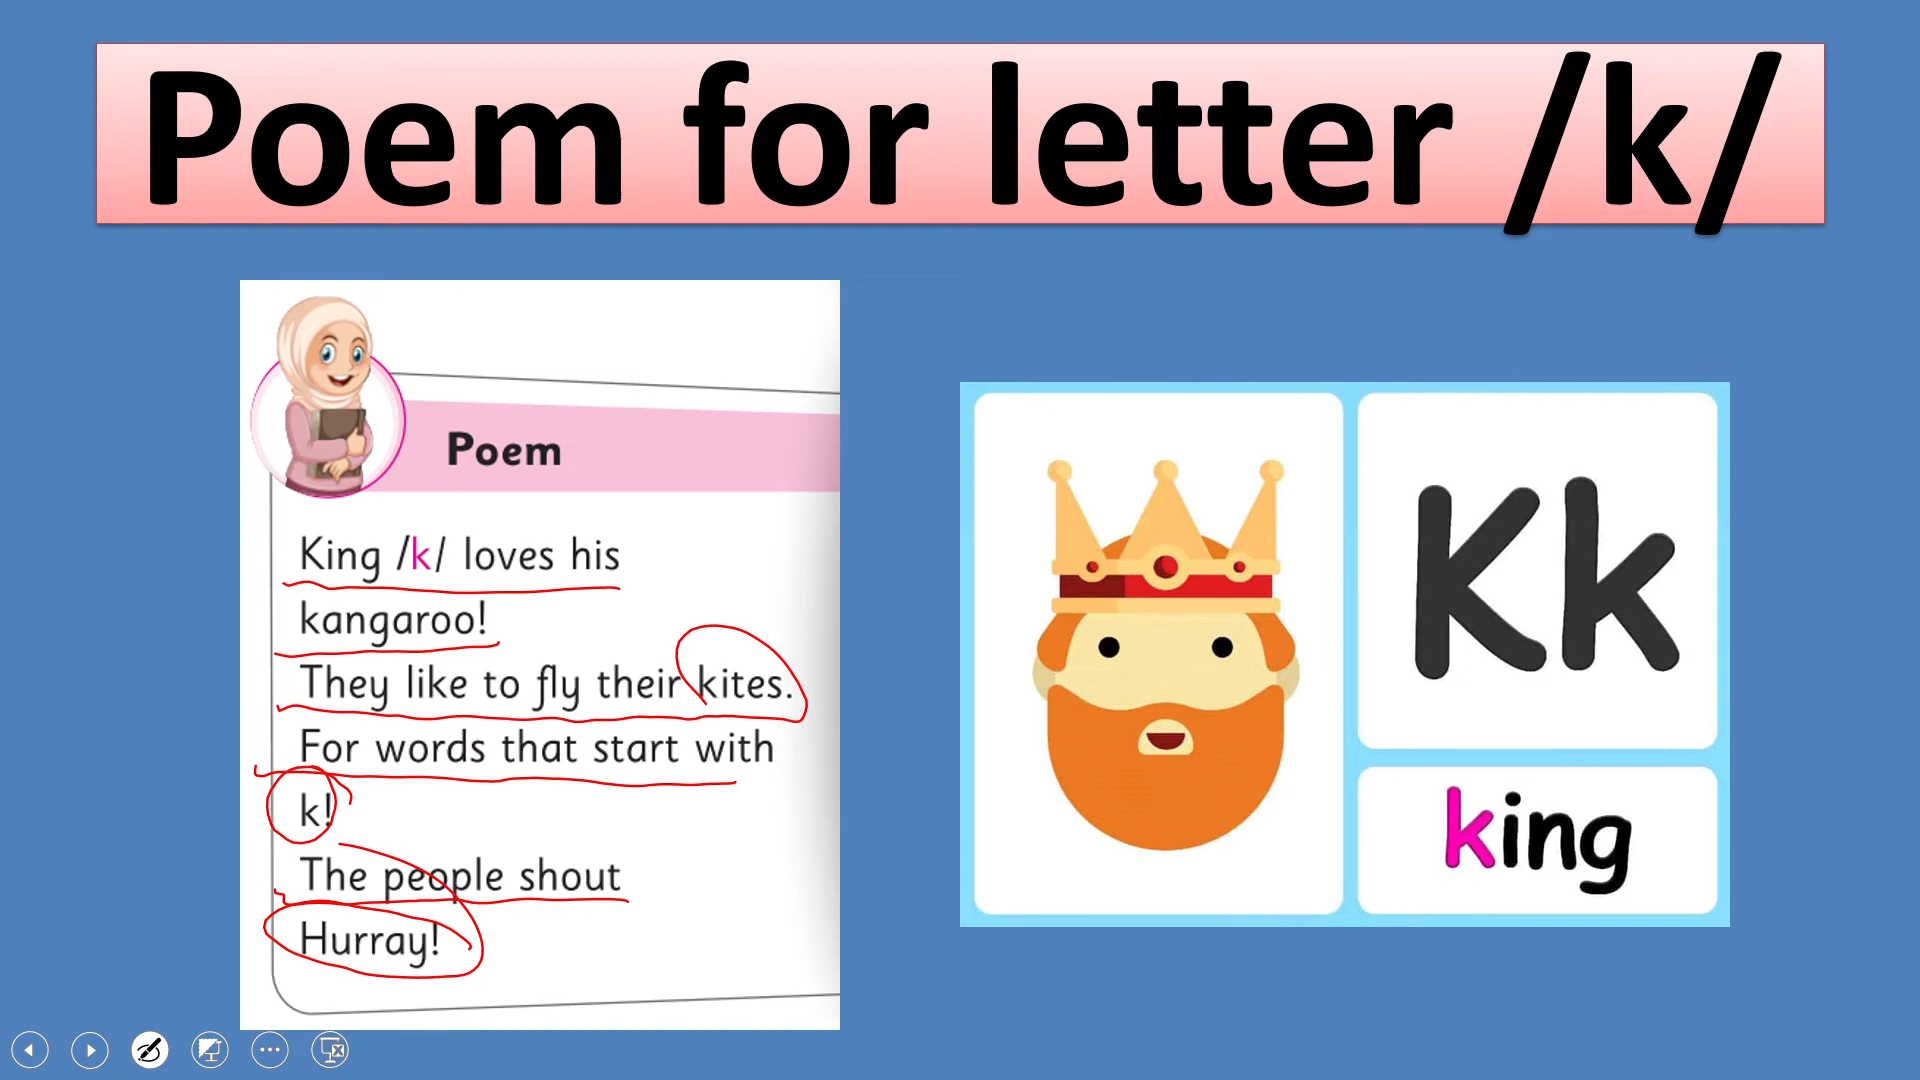 Poem for letter /k/
Poem
King /k/ loves his
kangaroo!
They like to fly their kites.
For words that start with
k!
The people shout
Hurray!
Kk
king